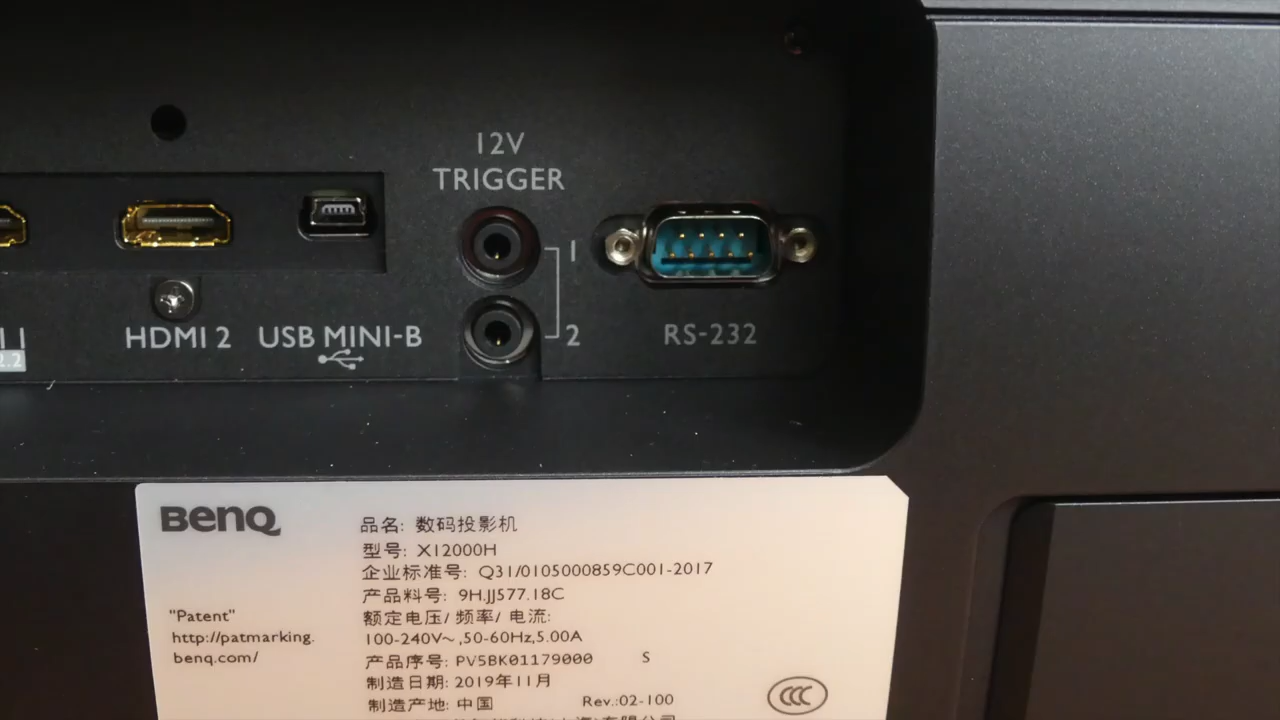 12V
TRIGGER
1
2
HDMI 2
USB MINI-B
RS-232
2.2
BenQ
品名: 数码投影机
型号: X12000H
企业标准号: Q31/0105000859C001-2017
产品料号: 9H.JJ577.18C
额定电压/ 频率/ 电流:
100-240V~,50-60Hz,5.00A
产品序号: PV5BK01179000 S
制造日期: 2019年11月
制造产地: 中国 Rev.:02-100
"Patent"
http://patmarking.
benq.com/
CCC